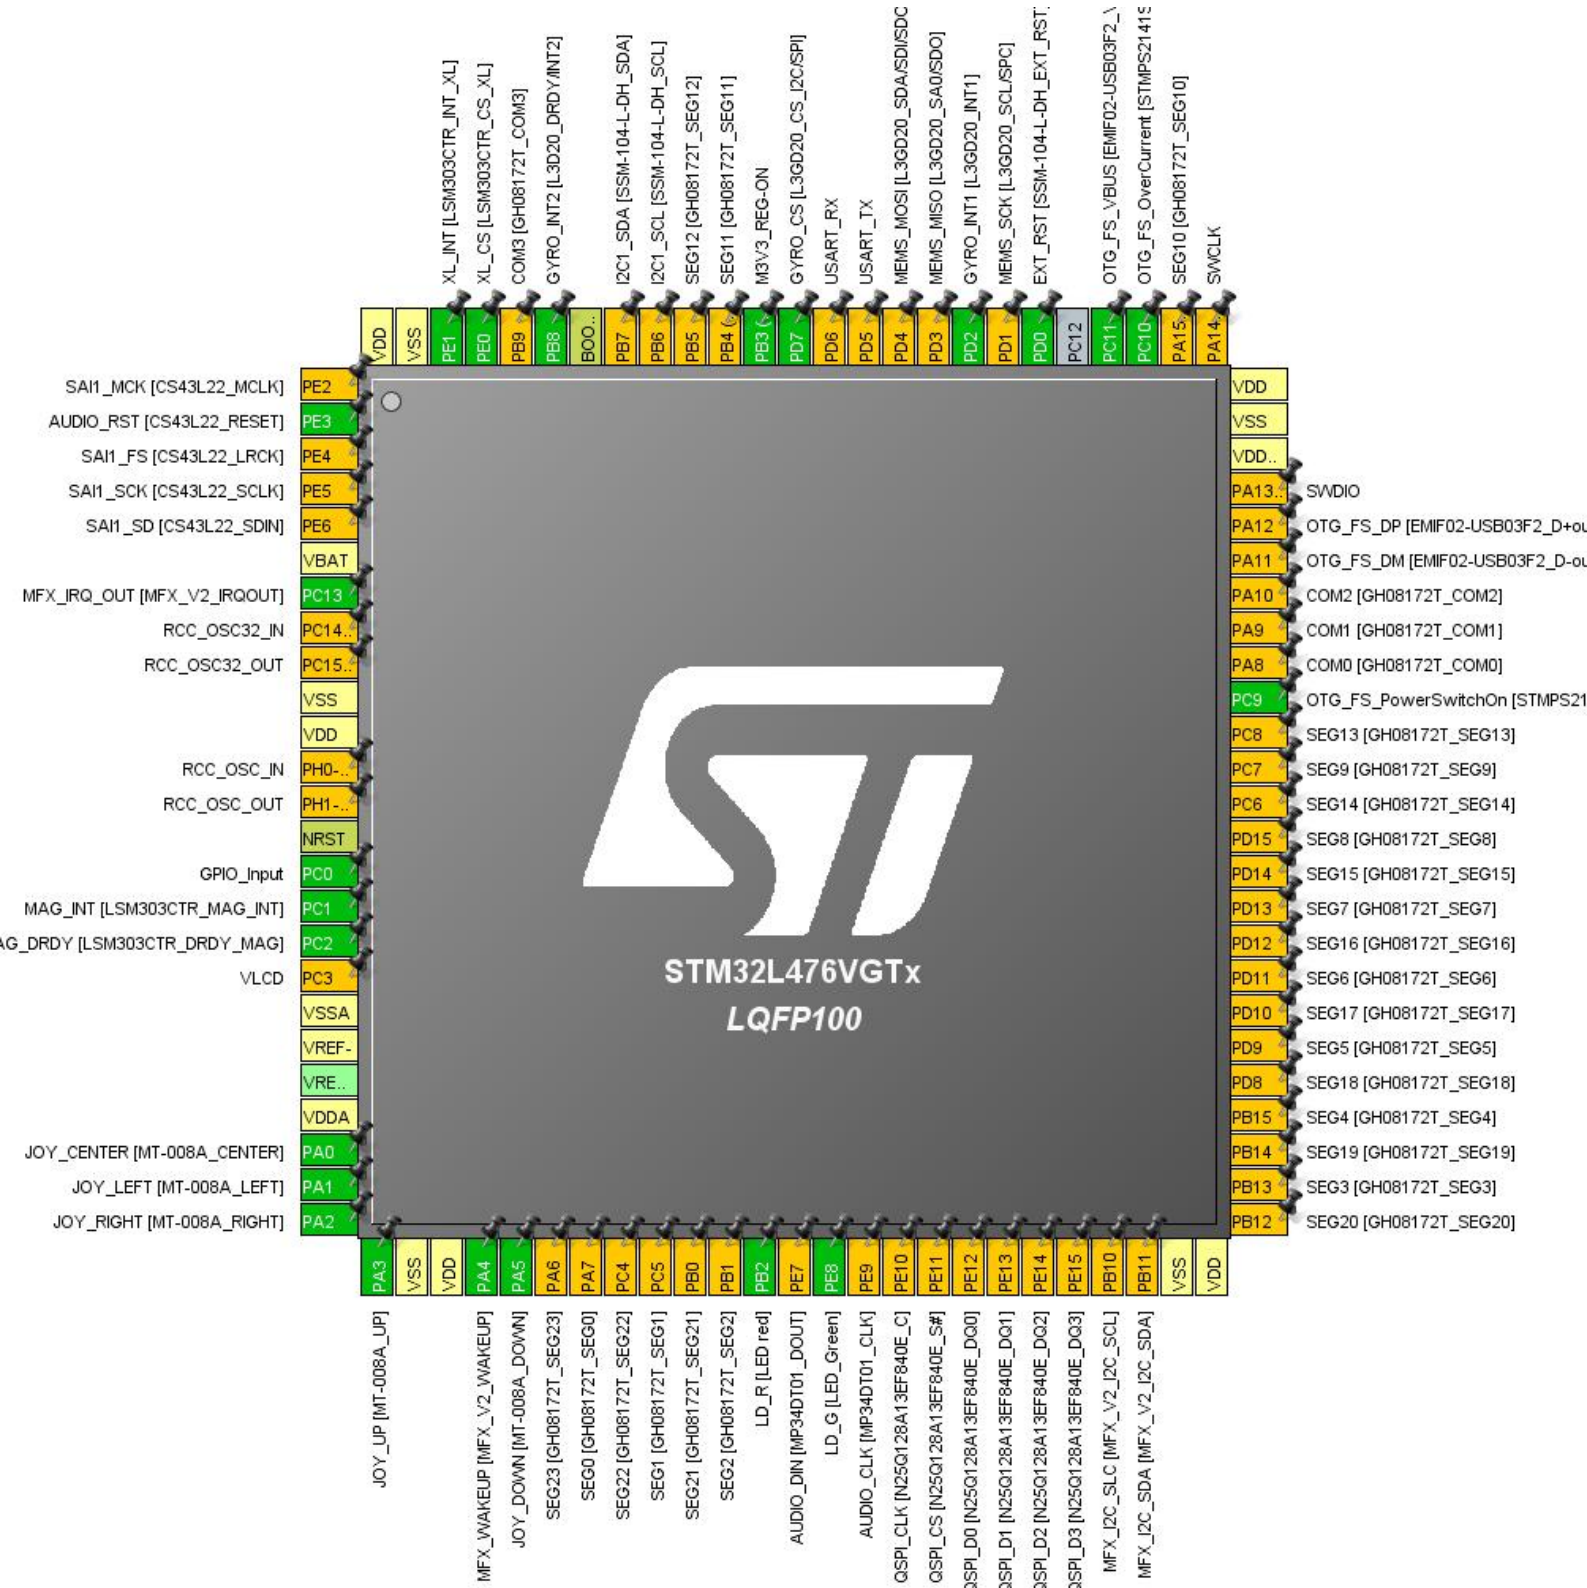 XL_INT [LSM303CTR_INT_XL]
XL_CS [LSM303CTR_CS_XL]
COM3 [GH08172T_COM3]
GYRO_INT2 [L3D20_DRDY/INT2]
I2C1_SDA [SSM-104-L-DH_SDA]
I2C1_SCL [SSM-104-L-DH_SCL]
SEG12 [GH08172T_SEG12]
SEG11 [GH08172T_SEG11]
M3V3_REG-ON
GYRO_CS [L3GD20_CS_I2C/SPI]
USART_RX
USART_TX
MEMS_MOSI [L3GD20_SDA/SDI/SDC
MEMS_MISO [L3GD20_SA0/SDO]
GYRO_INT1 [L3GD20_INT1]
MEMS_SCK [L3GD20_SCL/SPC]
EXT_RST [SSM-104-L-DH_EXT_RST]
OTG_FS_VBUS [EMIF02-USB03F2_
OTG_FS_OverCurrent [STMPS2141S
SEG10 [GH08172T_SEG10]
SWCLK
VDD
VSS
PE1
PE0
PB9
PB8
BOO..
PB7
PB6
PB5
PB4 (
PB3 (
PD7
PD6
PD5
PD4
PD3
PD2
PD1
PD0
PC12
PC11
PC10
PA15
PA14
SAI1_MCK [CS43L22_MCLK] PE2
AUDIO_RST [CS43L22_RESET] PE3
SAI1_FS [CS43L22_LRCK] PE4
SAI1_SCK [CS43L22_SCLK] PE5
SAI1_SD [CS43L22_SDIN] PE6
VBAT
MFX_IRQ_OUT [MFX_V2_IRQOUT] PC13
RCC_OSC32_IN PC14..
RCC_OSC32_OUT PC15..
VSS
VDD
RCC_OSC_IN PH0-..
RCC_OSC_OUT PH1-..
NRST
GPIO_Input PC0
MAG_INT [LSM303CTR_MAG_INT] PC1
AG_DRDY [LSM303CTR_DRDY_MAG] PC2
VLCD PC3
VSSA
VREF-
VRE..
VDDA
JOY_CENTER [MT-008A_CENTER] PA0
JOY_LEFT [MT-008A_LEFT] PA1
JOY_RIGHT [MT-008A_RIGHT] PA2
ST
STM32L476VGTx
LQFP100
VDD
VSS
VDD..
PA13.. SWDIO
PA12 OTG_FS_DP [EMIF02-USB03F2_D+ou
PA11 OTG_FS_DM [EMIF02-USB03F2_D-ou
PA10 COM2 [GH08172T_COM2]
PA9 COM1 [GH08172T_COM1]
PA8 COM0 [GH08172T_COM0]
PC9 OTG_FS_PowerSwitchOn [STMPS21
PC8 SEG13 [GH08172T_SEG13]
PC7 SEG9 [GH08172T_SEG9]
PC6 SEG14 [GH08172T_SEG14]
PD15 SEG8 [GH08172T_SEG8]
PD14 SEG15 [GH08172T_SEG15]
PD13 SEG7 [GH08172T_SEG7]
PD12 SEG16 [GH08172T_SEG16]
PD11 SEG6 [GH08172T_SEG6]
PD10 SEG17 [GH08172T_SEG17]
PD9 SEG5 [GH08172T_SEG5]
PD8 SEG18 [GH08172T_SEG18]
PB15 SEG4 [GH08172T_SEG4]
PB14 SEG19 [GH08172T_SEG19]
PB13 SEG3 [GH08172T_SEG3]
PB12 SEG20 [GH08172T_SEG20]
PA3
VSS
VDD
PA4
PA5
PA6
PA7
PC4
PC5
PB0
PB1
PB2
PE7
PE8
PE9
PE10
PE11
PE12
PE13
PE14
PE15
PB10
PB11
VSS
VDD
JOY_UP [MT-008A_UP]
MFX_WAKEUP [MFX_V2_WAKEUP]
JOY_DOWN [MT-008A_DOWN]
SEG23 [GH08172T_SEG23]
SEG0 [GH08172T_SEG0]
SEG22 [GH08172T_SEG22]
SEG1 [GH08172T_SEG1]
SEG21 [GH08172T_SEG21]
SEG2 [GH08172T_SEG2]
LD_R [LED red]
AUDIO_DIN [MP34DT01_DOUT]
LD_G [LED_Green]
AUDIO_CLK [MP34DT01_CLK]
QSPI_CLK [N25Q128A13EF840E_C]
QSPI_CS [N25Q128A13EF840E_S#]
QSPI_D0 [N25Q128A13EF840E_DQ0]
QSPI_D1 [N25Q128A13EF840E_DQ1]
QSPI_D2 [N25Q128A13EF840E_DQ2]
QSPI_D3 [N25Q128A13EF840E_DQ3]
MFX_I2C_SLC [MFX_V2_I2C_SCL]
MFX_I2C_SDA [MFX_V2_I2C_SDA]